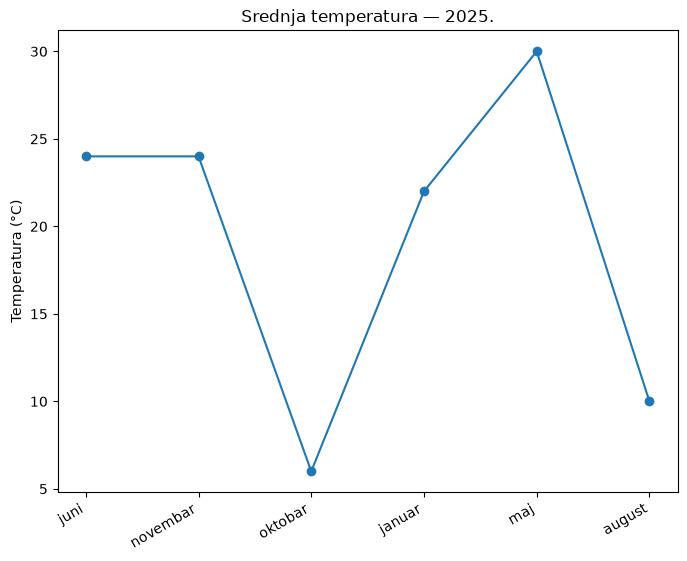 Srednja temperatura — 2025.
Temperatura (°C)
30
25
20
15
10
5
juni
novembar
oktobar
januar
maj
august